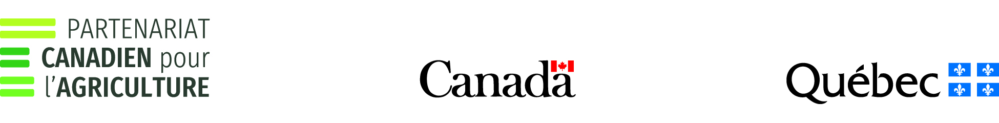 PARTENARIAT
CANADIEN pour
l'AGRICULTURE
Canada
Québec